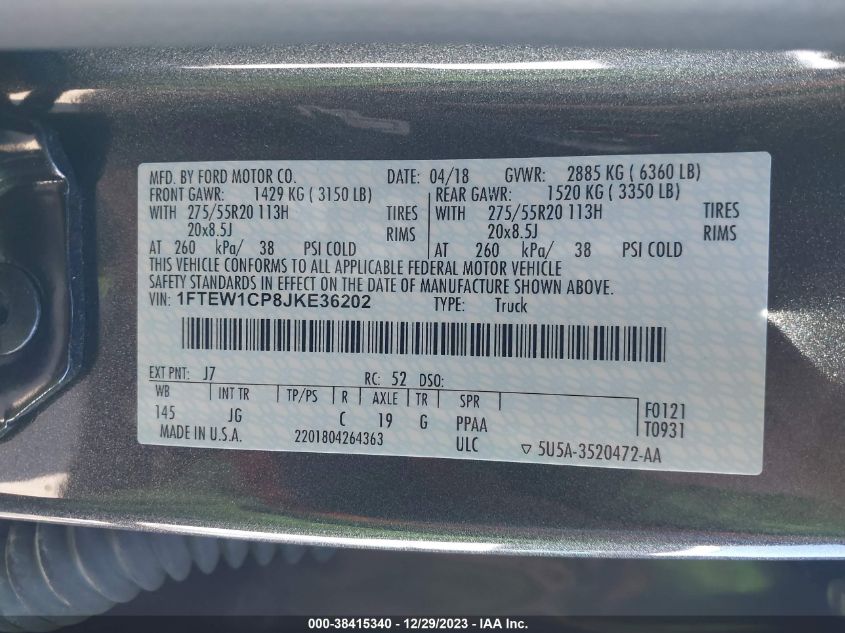 MFD. BY FORD MOTOR CO. DATE: 04/18 GVWR: 2885 KG ( 6360 LB)
FRONT GAWR: 1429 KG ( 3150 LB) REAR GAWR: 1520 KG ( 3350 LB)
WITH 275/55R20 113H TIRES WITH 275/55R20 113H TIRES
20x8.5J RIMS 20x8.5J RIMS
AT 260 kPa/ 38 PSI COLD AT 260 kPa/ 38 PSI COLD
THIS VEHICLE CONFORMS TO ALL APPLICABLE FEDERAL MOTOR VEHICLE
SAFETY STANDARDS IN EFFECT ON THE DATE OF MANUFACTURE SHOWN ABOVE.
VIN: 1FTEW1CP8JKE36202 TYPE: Truck
EXT PNT: J7 RC: 52 DSO:
WB INT TR TP/PS R AXLE TR SPR F0121
145 JG C 19 G PPAA T0931
MADE IN U.S.A. 2201804264363 ULC ▽ 5U5A-3520472-AA
000-38415340 - 12/29/2023 - IAA Inc.